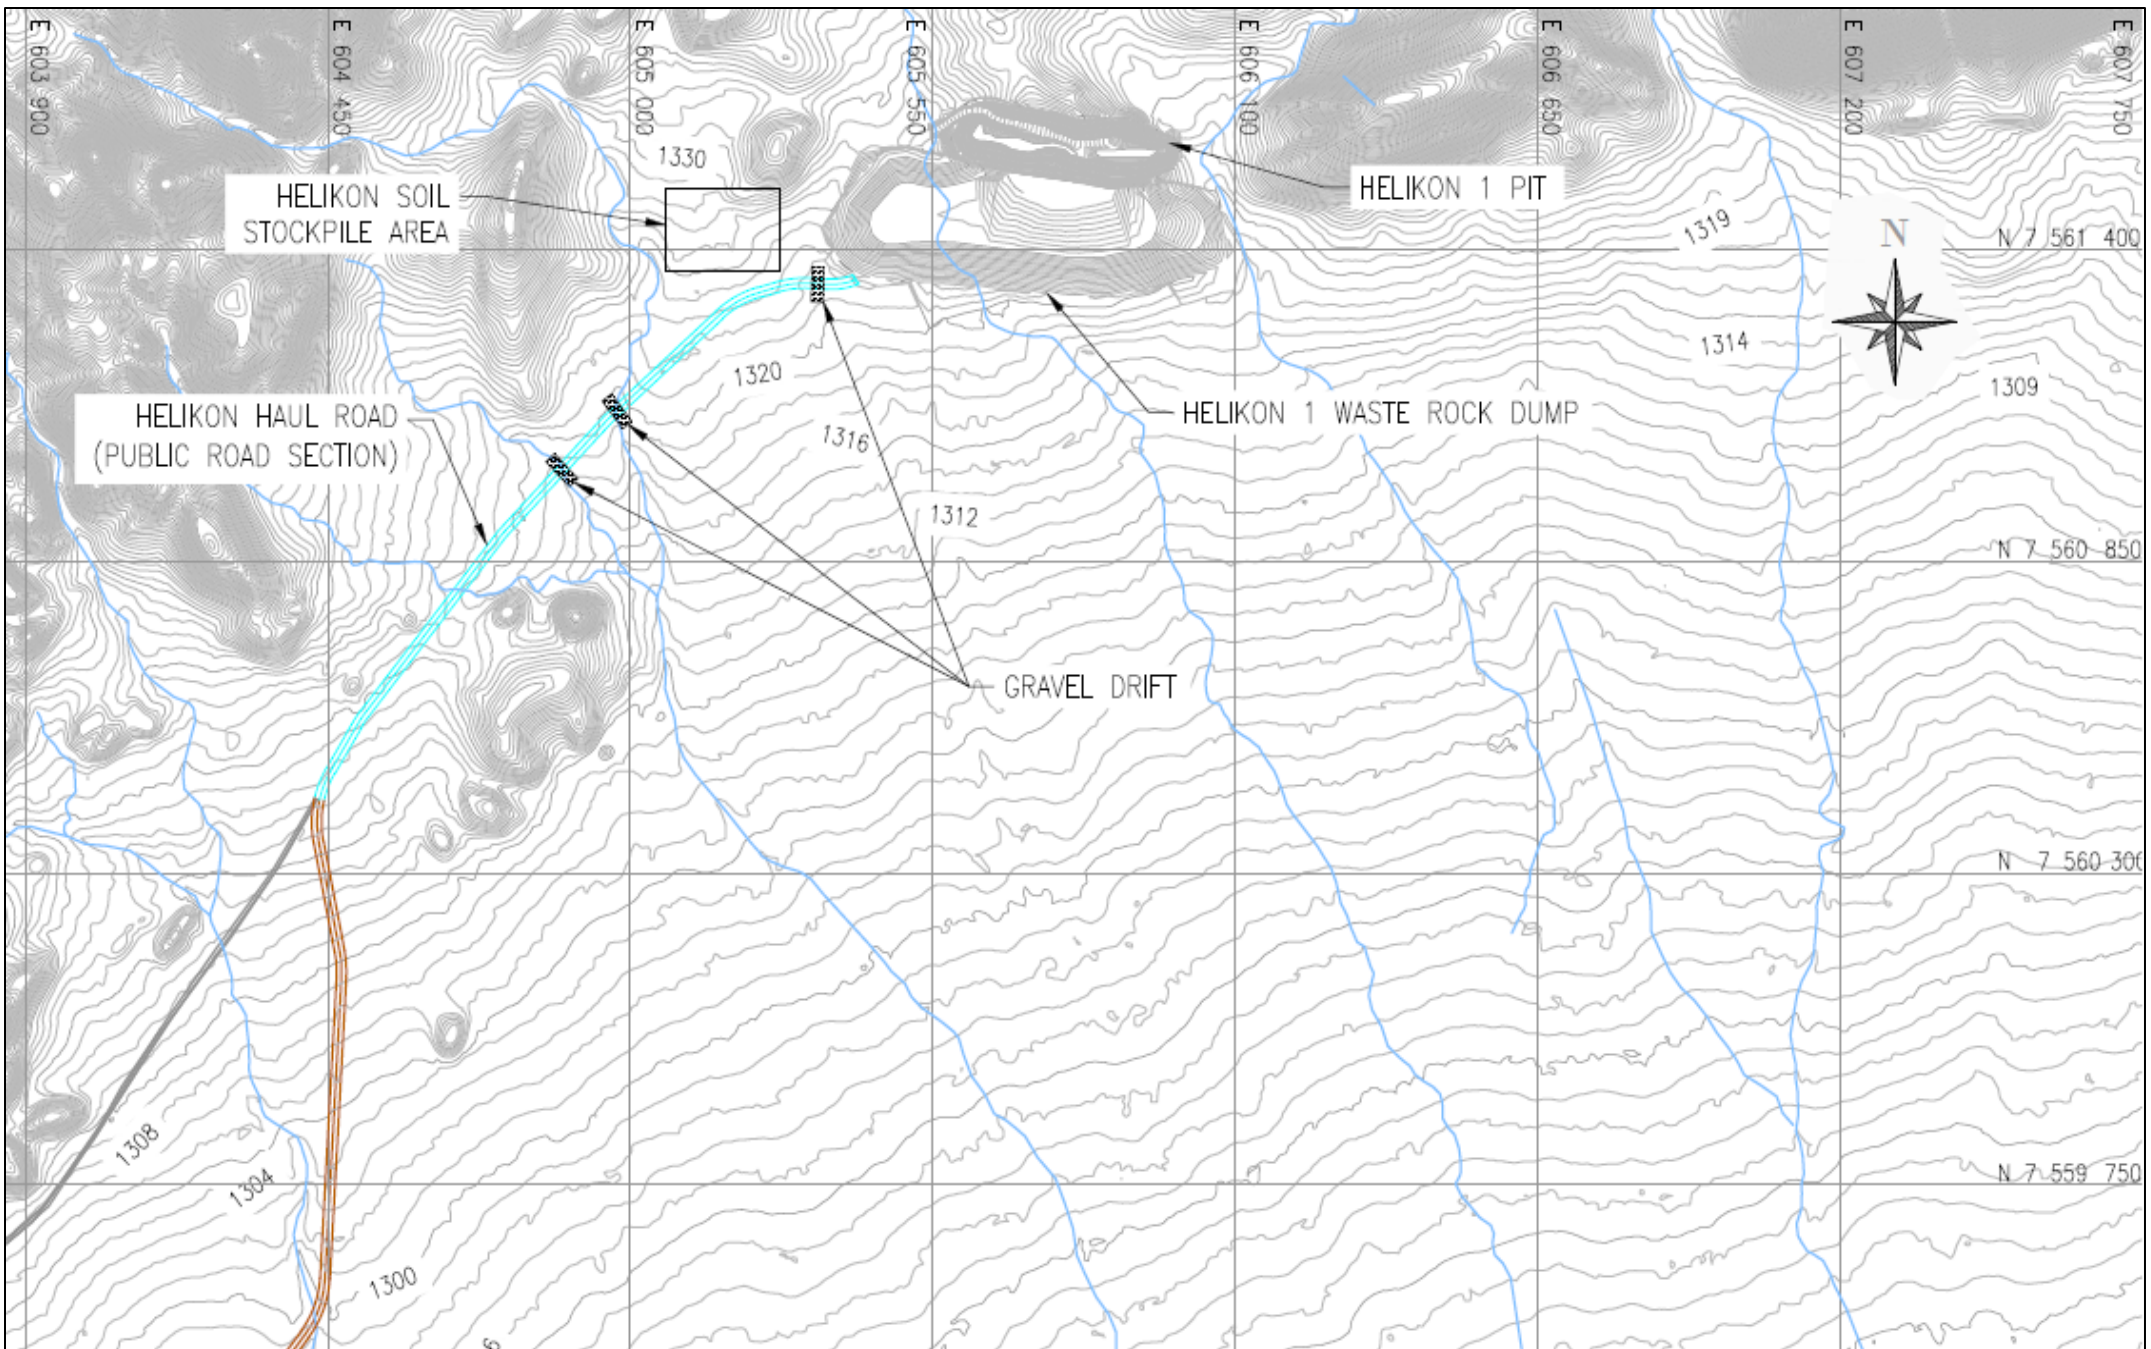 E 603 900
E 604 450
E 605 000
E 605 550
E 606 100
E 606 650
E 607 200
E 607 750
1330
HELIKON SOIL
STOCKPILE AREA
HELIKON 1 PIT
1319
N
N 7 561 400
1314
1320
1309
HELIKON HAUL ROAD
(PUBLIC ROAD SECTION)
HELIKON 1 WASTE ROCK DUMP
1316
1312
N 7 560 850
GRAVEL DRIFT
N 7 560 300
1308
1304
N 7 559 750
1300